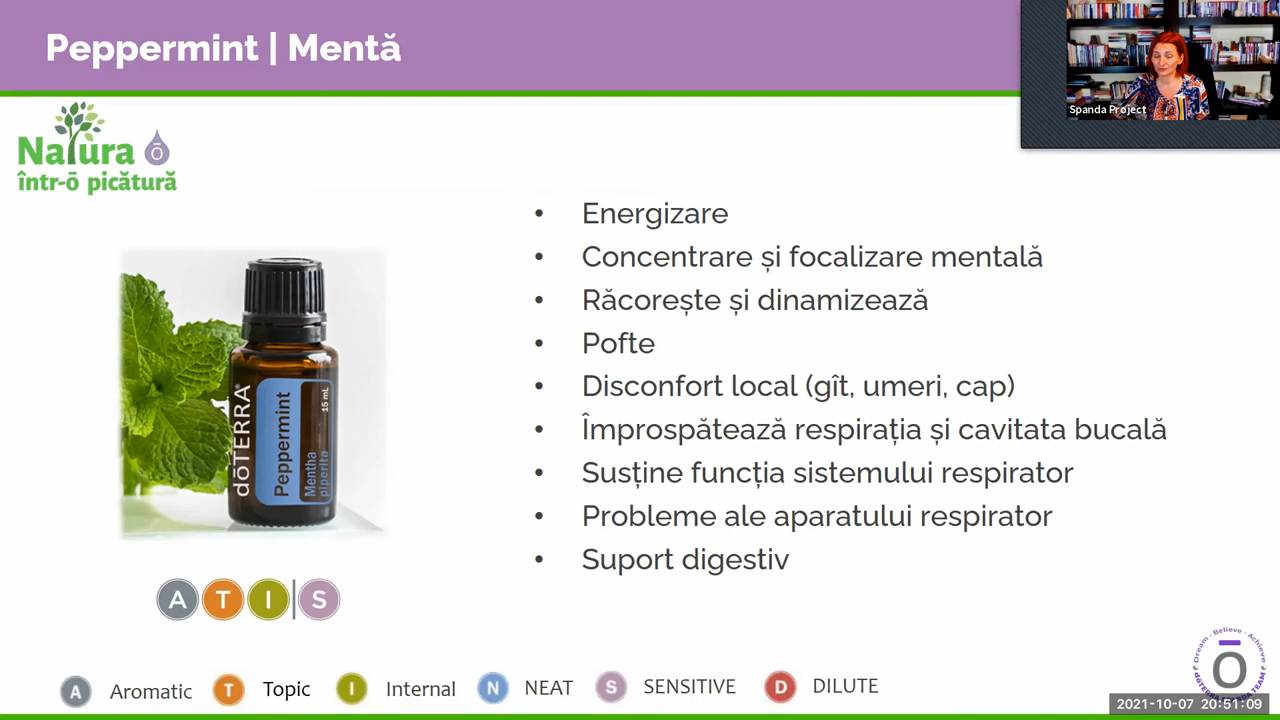 Peppermint | Mentă
Spanda Project
Natura ō
într-ō picătură
• Energizare
• Concentrare și focalizare mentală
• Răcorește și dinamizează
• Pofte
• Disconfort local (gît, umeri, cap)
• Împrospătează respirația și cavitata bucală
• Susține funcția sistemului respirator
• Probleme ale aparatului respirator
• Suport digestiv
dōTERRA®
Peppermint
15 mL
Mentha
piperita
A T I | S
A Aromatic T Topic I Internal N NEAT S SENSITIVE D DILUTE
Dream - Believe - Achieve
ō
2021-10-07 20:51:09